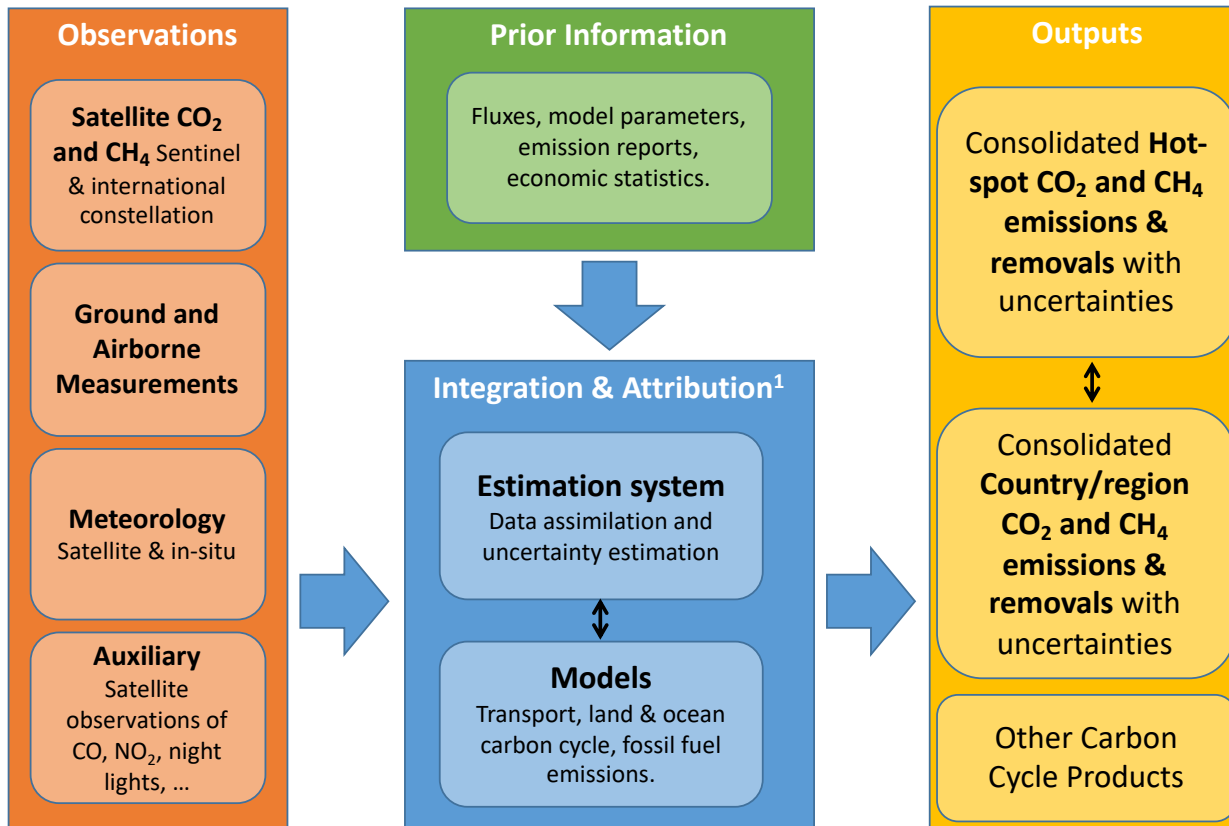 Observations
Satellite CO₂
and CH₄ Sentinel
& international
constellation
Ground and
Airborne
Measurements
Meteorology
Satellite & in-situ
Auxiliary
Satellite
observations of
CO, NO₂, night
lights, …
Prior Information
Fluxes, model parameters,
emission reports,
economic statistics.
Integration & Attribution¹
Estimation system
Data assimilation and
uncertainty estimation
Models
Transport, land & ocean
carbon cycle, fossil fuel
emissions.
Outputs
Consolidated Hot-
spot CO₂ and CH₄
emissions &
removals with
uncertainties
Consolidated
Country/region
CO₂ and CH₄
emissions &
removals with
uncertainties
Other Carbon
Cycle Products